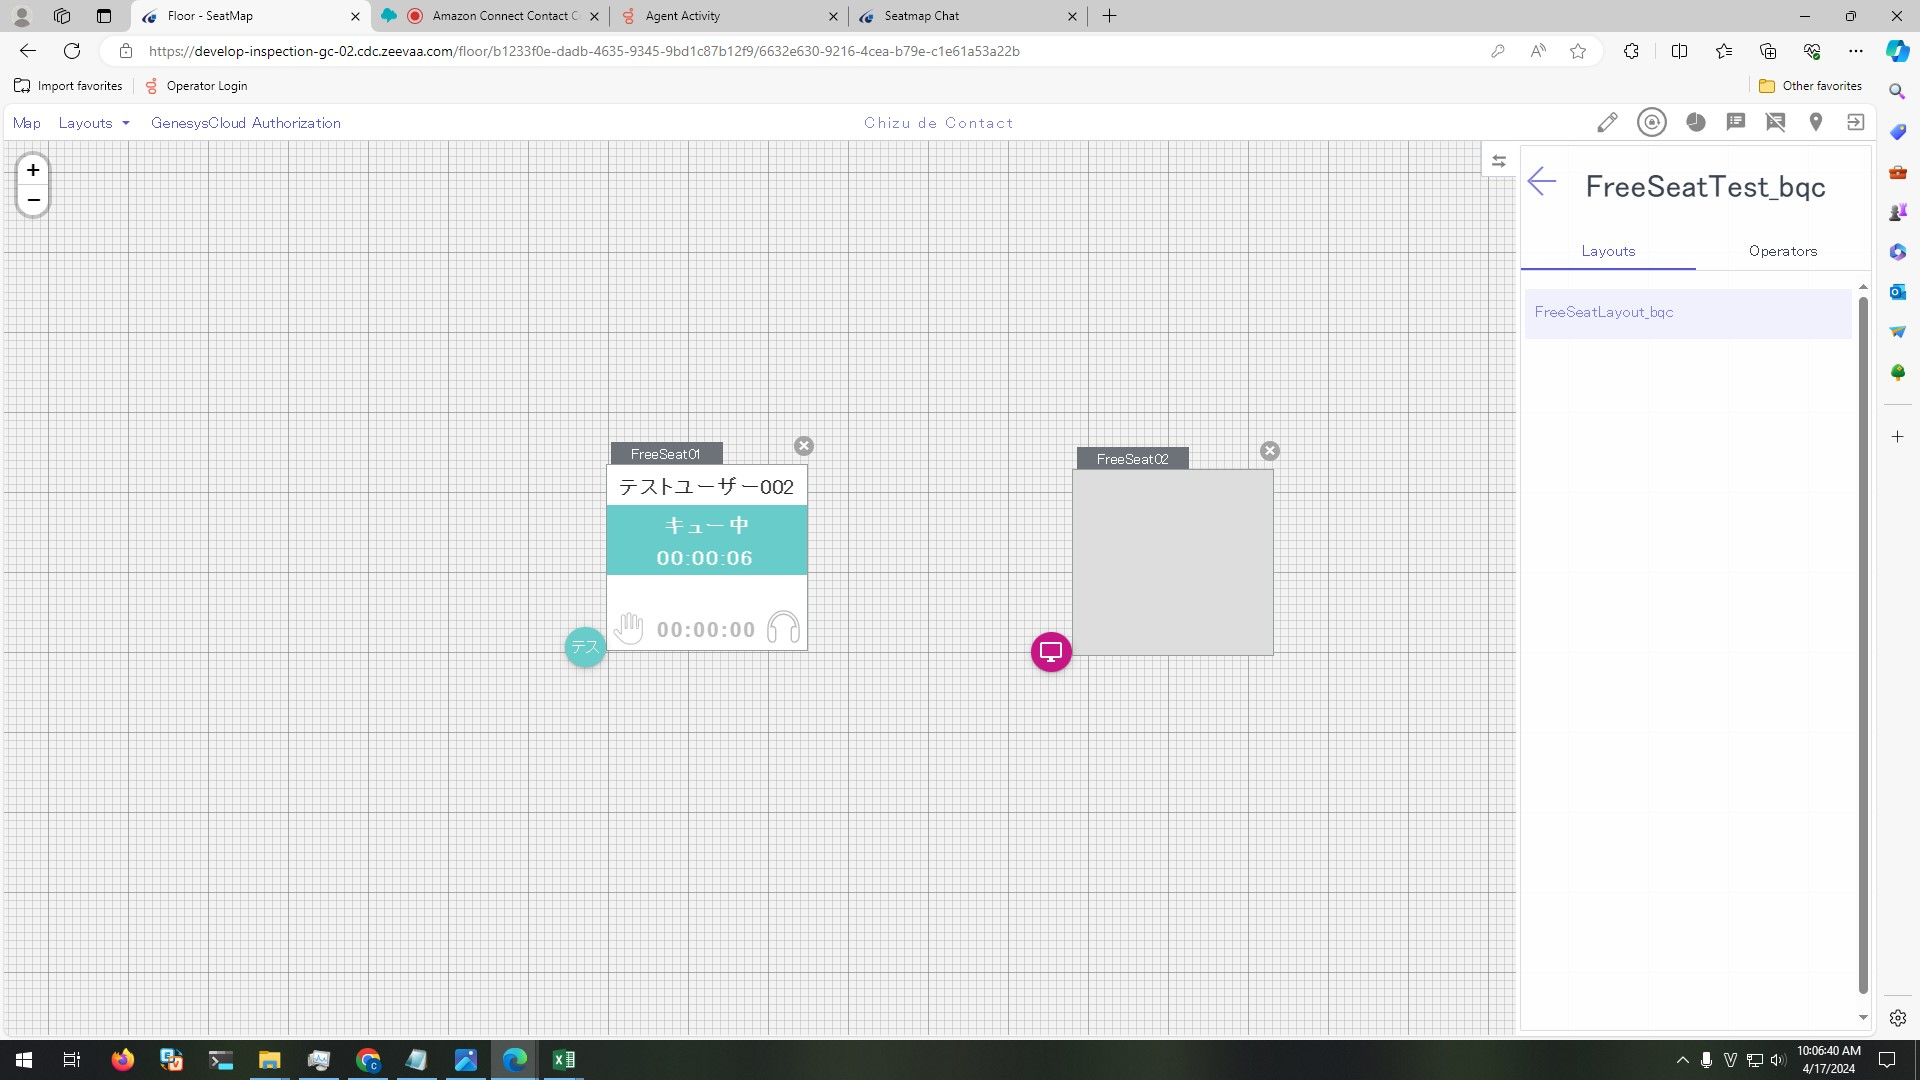 Floor - SeatMap
Amazon Connect Contact C
Agent Activity
Seatmap Chat
https://develop-inspection-gc-02.cdc.zeevaa.com/floor/b1233f0e-dadb-4635-9345-9bd1c87b12f9/6632e630-9216-4cea-b79e-c1e61a53a22b
Import favorites
Operator Login
Other favorites
Map
Layouts
GenesysCloud Authorization
Chizu de Contact
+
−
FreeSeatTest_bqc
Layouts
Operators
FreeSeatLayout_bqc
FreeSeat01
テストユーザー002
キュー中
00:00:06
00:00:00
テス
FreeSeat02
10:06:40 AM
4/17/2024